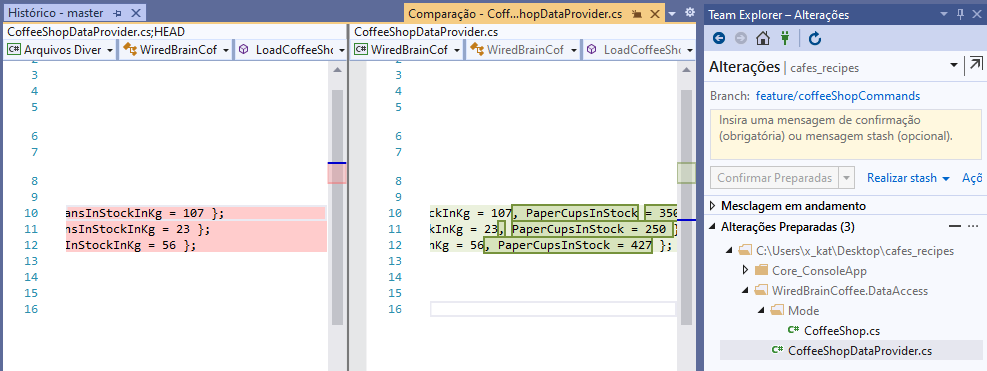 Histórico - master
Comparação - Coff...hopDataProvider.cs
CoffeeShopDataProvider.cs;HEAD
CoffeeShopDataProvider.cs
C# Arquivos Diver
WiredBrainCof
LoadCoffeeSho
WiredBrainCof
WiredBrainCof
LoadCoffeeS
2
3
4
5
6
7
8
9
10 ansInStockInKg = 107 };
11 nsInStockInKg = 23 };
12 InStockInKg = 56 };
13
14
15
16
2
3
4
5
6
7
8
9
10 ckInKg = 107, PaperCupsInStock = 350
11 nKg = 23, PaperCupsInStock = 250 }
12 nKg = 56, PaperCupsInStock = 427 };
13
14
15
16
Team Explorer – Alterações
Alterações | cafes_recipes
Branch: feature/coffeeShopCommands
Insira uma mensagem de confirmação
(obrigatória) ou mensagem stash (opcional).
Confirmar Preparadas
Realizar stash
Açõ
Mesclagem em andamento
Alterações Preparadas (3)
C:\Users\x_kat\Desktop\cafes_recipes
Core_ConsoleApp
WiredBrainCoffee.DataAccess
Mode
C# CoffeeShop.cs
C# CoffeeShopDataProvider.cs